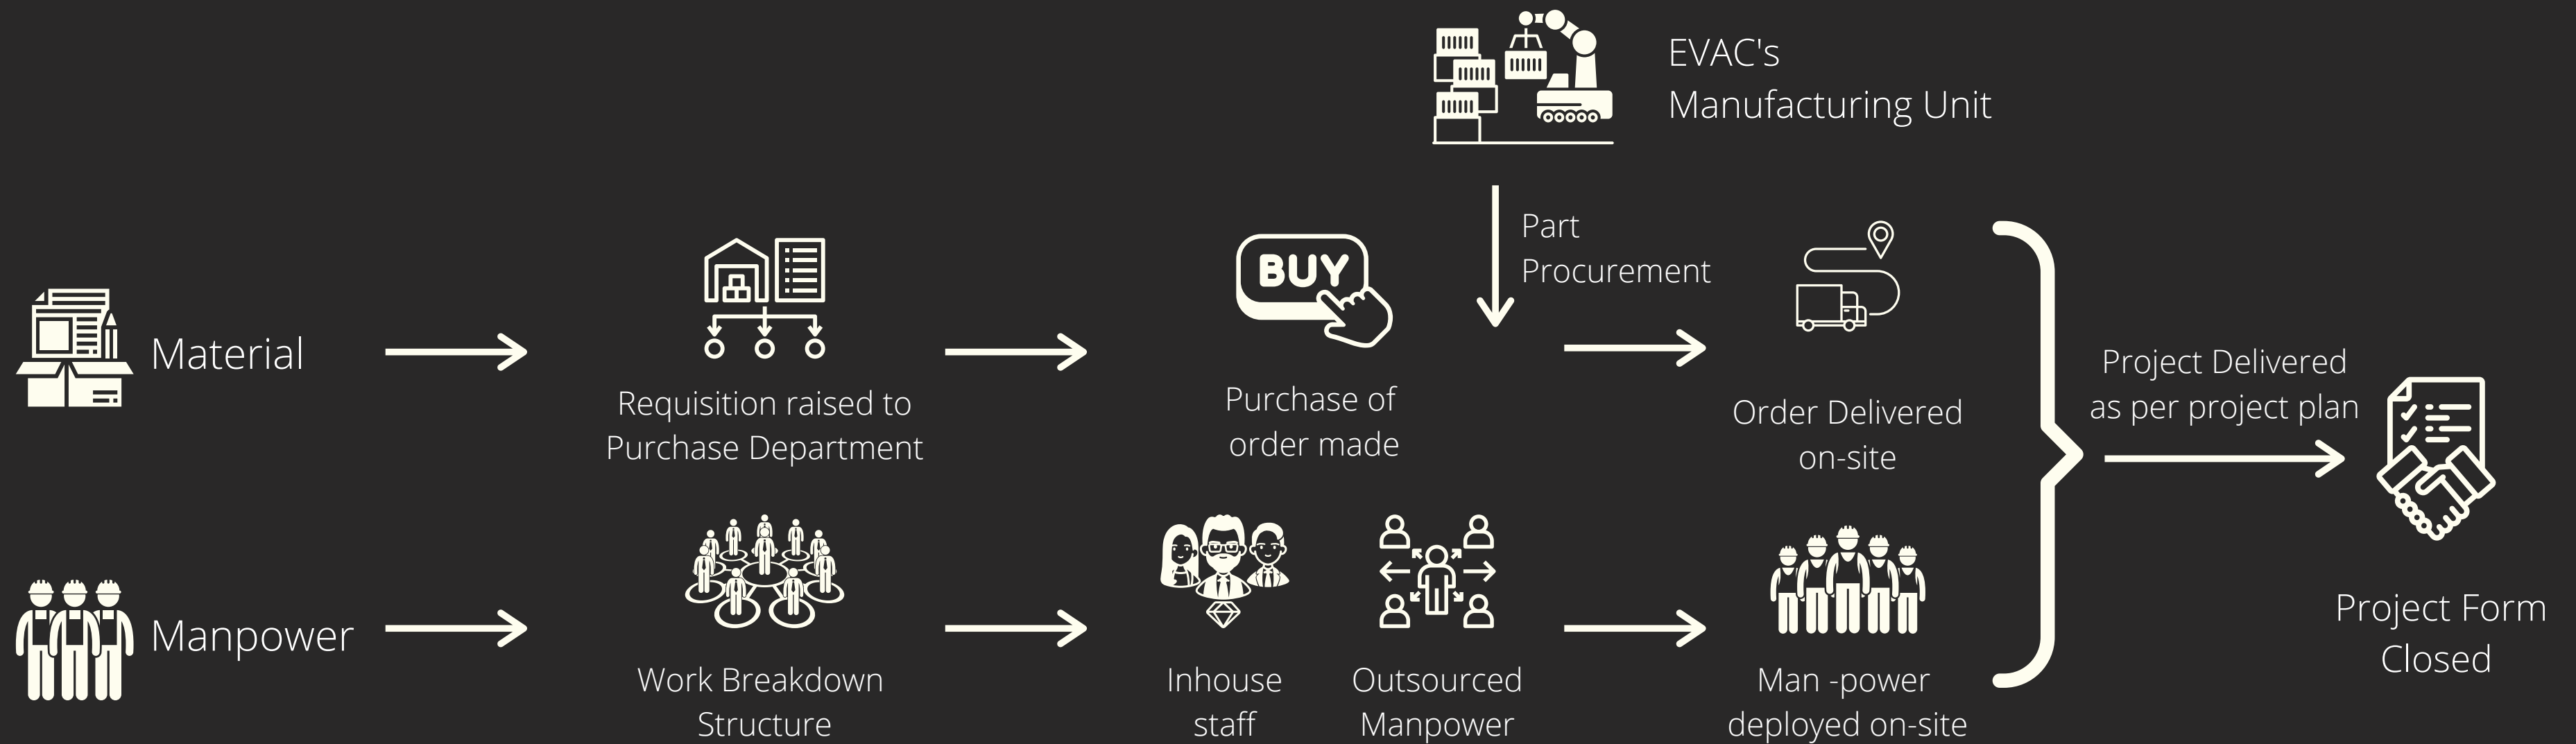 EVAC's
Manufacturing Unit
Part
Procurement
BUY
Material
Requisition raised to
Purchase Department
Purchase of
order made
Order Delivered
on-site
Project Delivered
as per project plan
Manpower
Work Breakdown
Structure
Inhouse
staff
Outsourced
Manpower
Man -power
deployed on-site
Project Form
Closed